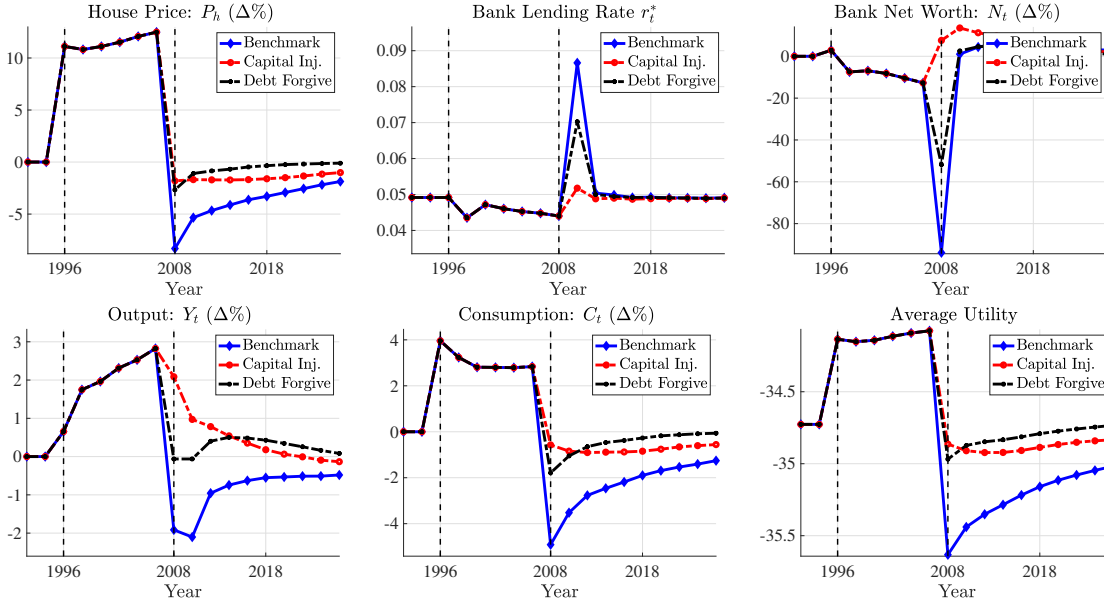 House Price: P_h (Δ%)
10
5
0
-5
1996
2008
2018
Year
Benchmark
Capital Inj.
Debt Forgive
Bank Lending Rate r_t^*
0.09
0.08
0.07
0.06
0.05
0.04
1996
2008
2018
Year
Benchmark
Capital Inj.
Debt Forgive
Bank Net Worth: N_t (Δ%)
0
-20
-40
-60
-80
1996
2008
2018
Year
Benchmark
Capital Inj.
Debt Forgive
Output: Y_t (Δ%)
3
2
1
0
-1
-2
1996
2008
2018
Year
Benchmark
Capital Inj.
Debt Forgive
Consumption: C_t (Δ%)
4
2
0
-2
-4
1996
2008
2018
Year
Benchmark
Capital Inj.
Debt Forgive
Average Utility
-34.5
-35
-35.5
1996
2008
2018
Year
Benchmark
Capital Inj.
Debt Forgive